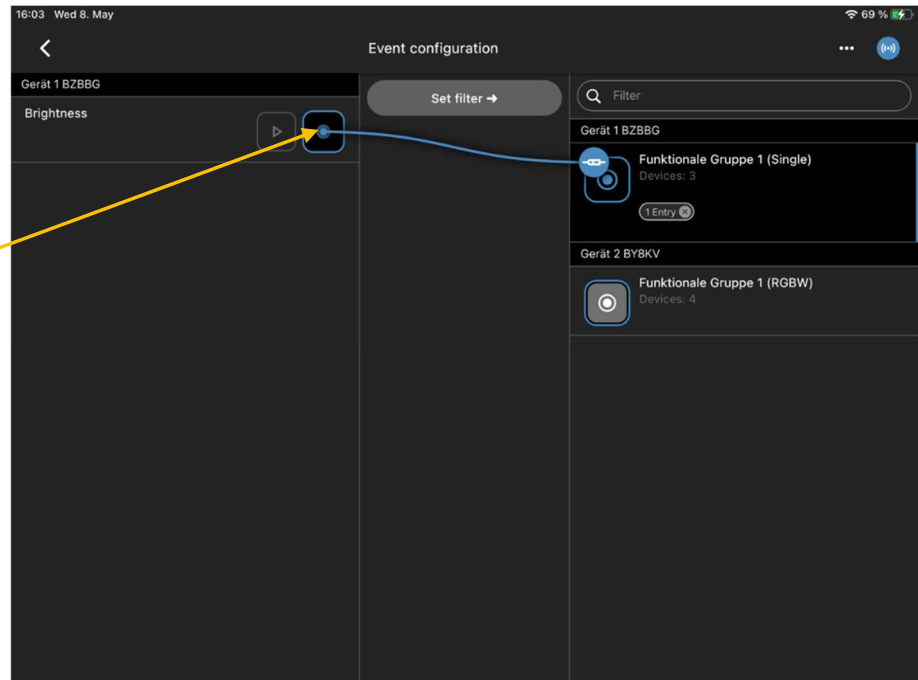 16:03 Wed 8. May
69 %
Event configuration
Gerät 1 BZBBG
Brightness
Set filter ➜
Filter
Gerät 1 BZBBG
Funktionale Gruppe 1 (Single)
Devices: 3
1 Entry
Gerät 2 BY8KV
Funktionale Gruppe 1 (RGBW)
Devices: 4